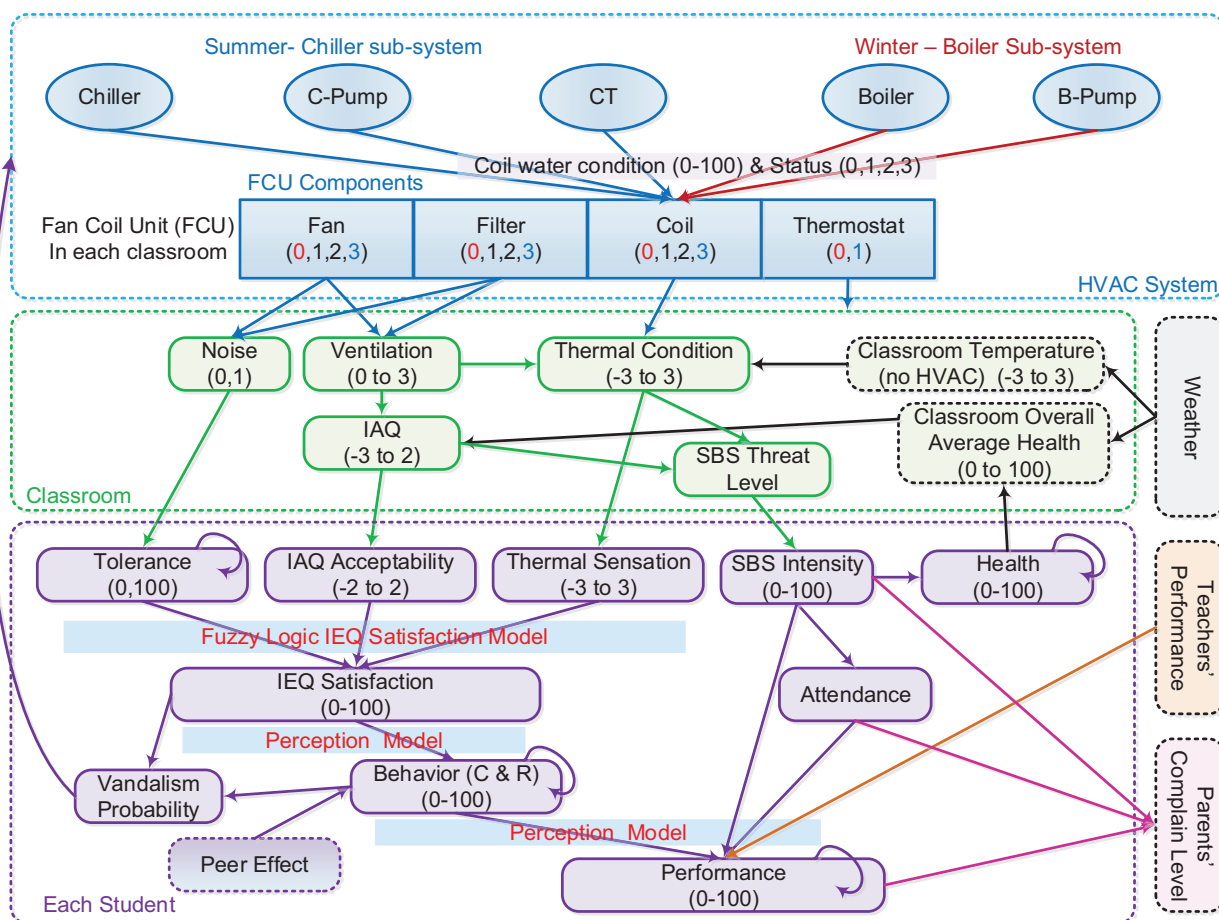 Summer- Chiller sub-system
Winter – Boiler Sub-system
Chiller
C-Pump
CT
Boiler
B-Pump
Coil water condition (0-100) & Status (0,1,2,3)
FCU Components
Fan Coil Unit (FCU)
In each classroom
Fan
(0,1,2,3)
Filter
(0,1,2,3)
Coil
(0,1,2,3)
Thermostat
(0,1)
HVAC System
Noise
(0,1)
Ventilation
(0 to 3)
Thermal Condition
(-3 to 3)
Classroom Temperature
(no HVAC) (-3 to 3)
IAQ
(-3 to 2)
SBS Threat
Level
Classroom Overall
Average Health
(0 to 100)
Weather
Classroom
Tolerance
(0,100)
IAQ Acceptability
(-2 to 2)
Thermal Sensation
(-3 to 3)
SBS Intensity
(0-100)
Health
(0-100)
Teachers'
Performance
Fuzzy Logic IEQ Satisfaction Model
IEQ Satisfaction
(0-100)
Attendance
Perception Model
Vandalism
Probability
Behavior (C & R)
(0-100)
Parents'
Complain Level
Perception Model
Peer Effect
Performance
(0-100)
Each Student